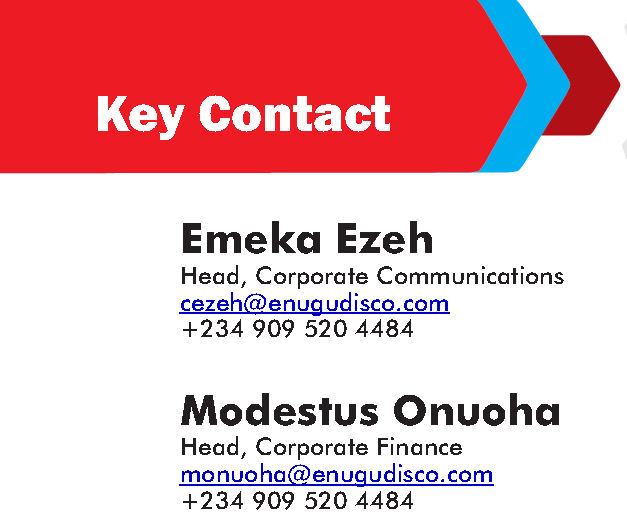 Key Contact
Emeka Ezeh
Head, Corporate Communications
cezeh@enugudisco.com
+234 909 520 4484
Modestus Onuoha
Head, Corporate Finance
monuoha@enugudisco.com
+234 909 520 4484